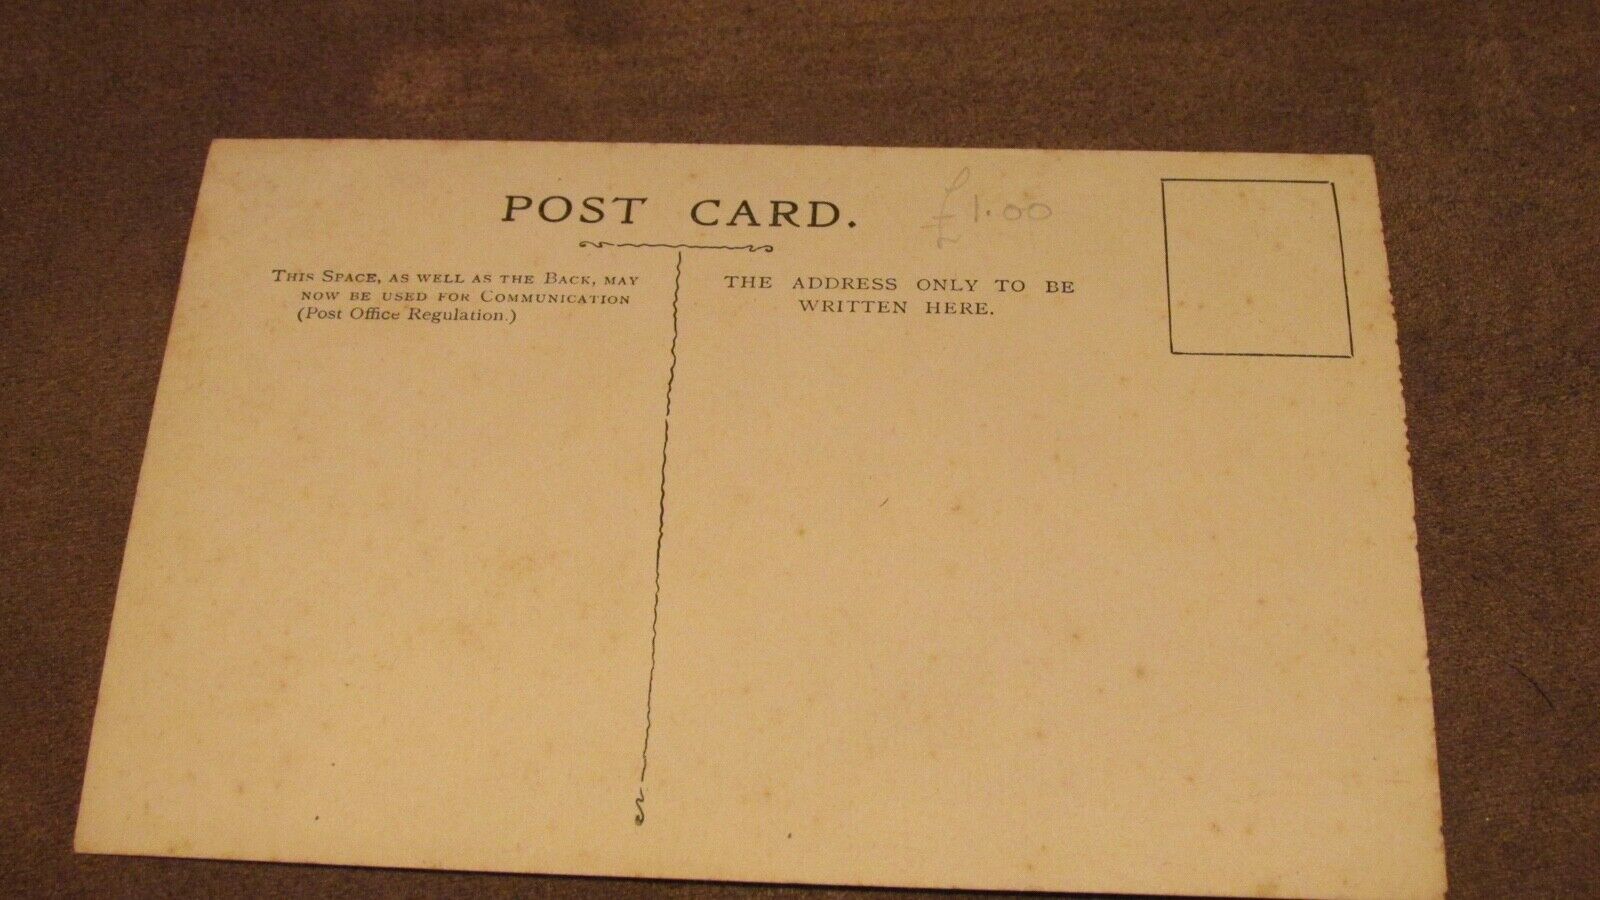 POST CARD.
£1.00
THIS SPACE, AS WELL AS THE BACK, MAY
NOW BE USED FOR COMMUNICATION
(Post Office Regulation.)
THE ADDRESS ONLY TO BE
WRITTEN HERE.